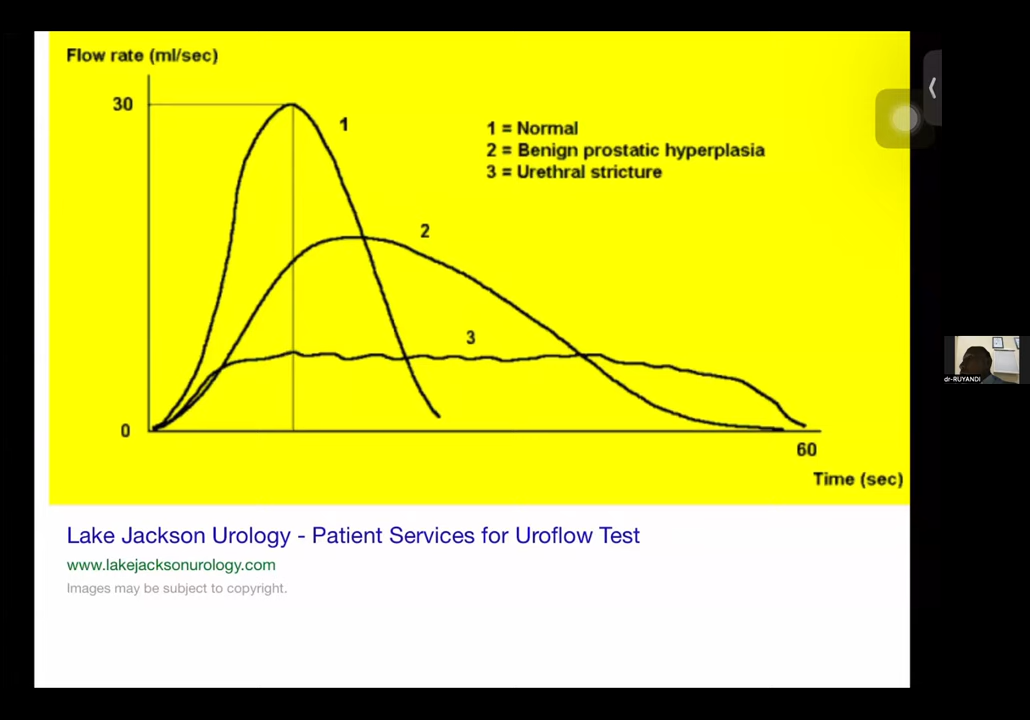 Flow rate (ml/sec)
30
1
1 = Normal
2 = Benign prostatic hyperplasia
3 = Urethral stricture
2
3
0
60
Time (sec)
dr-RUYANDI
Lake Jackson Urology - Patient Services for Uroflow Test
www.lakejacksonurology.com
Images may be subject to copyright.